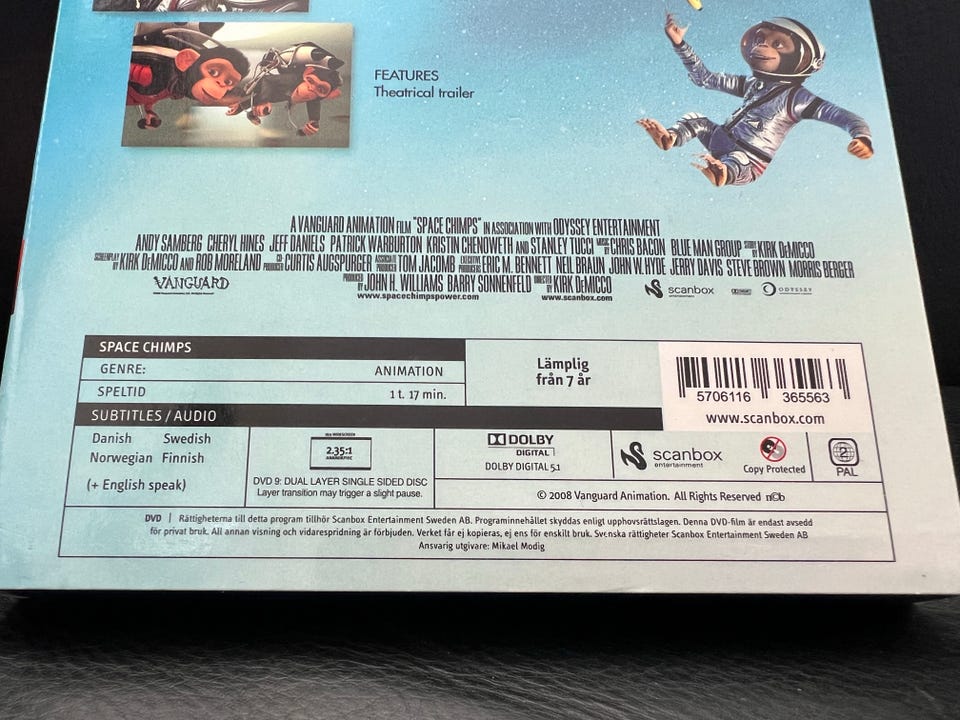 FEATURES
Theatrical trailer
A VANGUARD ANIMATION FILM "SPACE CHIMPS" IN ASSOCIATION WITH ODYSSEY ENTERTAINMENT
ANDY SAMBERG CHERYL HINES JEFF DANIELS PATRICK WARBURTON KRISTIN CHENOWETH AND STANLEY TUCCI MUSIC BY CHRIS BACON BLUE MAN GROUP STORY BY KIRK DEMICCO
SCREENPLAY BY KIRK DEMICCO AND ROB MORELAND CO-PRODUCER CURTIS AUGSPURGER ASSOCIATE PRODUCER TOM JACOMB EXECUTIVE PRODUCERS ERIC M. BENNETT NEIL BRAUN JOHN W. HYDE JERRY DAVIS STEVE BROWN MORRIS BERGER
VANGUARD
PRODUCED BY JOHN H. WILLIAMS BARRY SONNENFELD DIRECTED BY KIRK DEMICCO
www.spacechimpspower.com www.scanbox.com
scanbox
entertainment
ODYSSEY
SPACE CHIMPS
GENRE: ANIMATION
SPELTID 1 t. 17 min.
Lämplig
från 7 år
5706116 365563
www.scanbox.com
SUBTITLES / AUDIO
Danish Swedish
Norwegian Finnish
(+ English speak)
16:9 WIDESCREEN
2.35:1
ANAMORPHIC
DVD 9: DUAL LAYER SINGLE SIDED DISC
Layer transition may trigger a slight pause.
DOLBY
DIGITAL
DOLBY DIGITAL 5.1
scanbox
entertainment
Copy Protected
2
PAL
© 2008 Vanguard Animation. All Rights Reserved ncb
DVD | Rättigheterna till detta program tillhör Scanbox Entertainment Sweden AB. Programinnehållet skyddas enligt upphovsrättslagen. Denna DVD-film är endast avsedd
för privat bruk. All annan visning och vidarespridning är förbjuden. Verket får ej kopieras, ej ens för enskilt bruk. Svenska rättigheter Scanbox Entertainment Sweden AB
Ansvarig utgivare: Mikael Modig